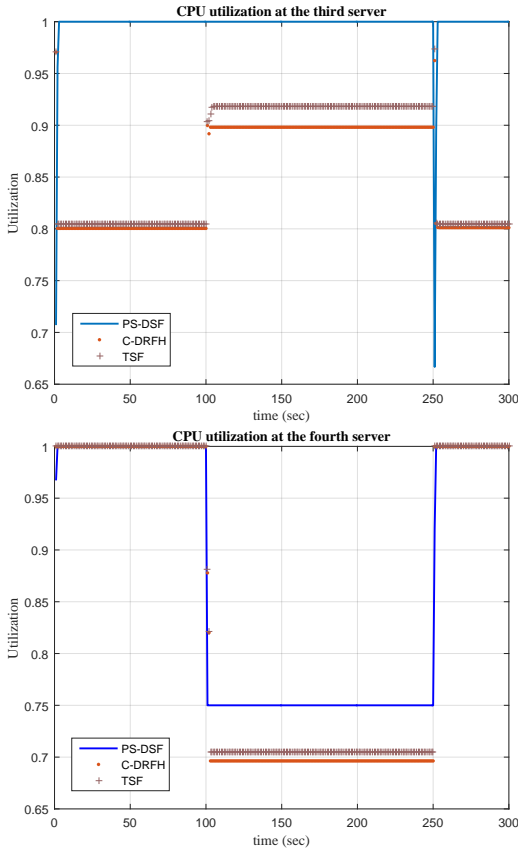 CPU utilization at the third server
1
0.95
0.9
0.85
0.8
0.75
0.7
0.65
Utilization
PS-DSF
C-DRFH
TSF
0 50 100 150 200 250 300
time (sec)
CPU utilization at the fourth server
1
0.95
0.9
0.85
0.8
0.75
0.7
0.65
Utilization
PS-DSF
C-DRFH
TSF
0 50 100 150 200 250 300
time (sec)